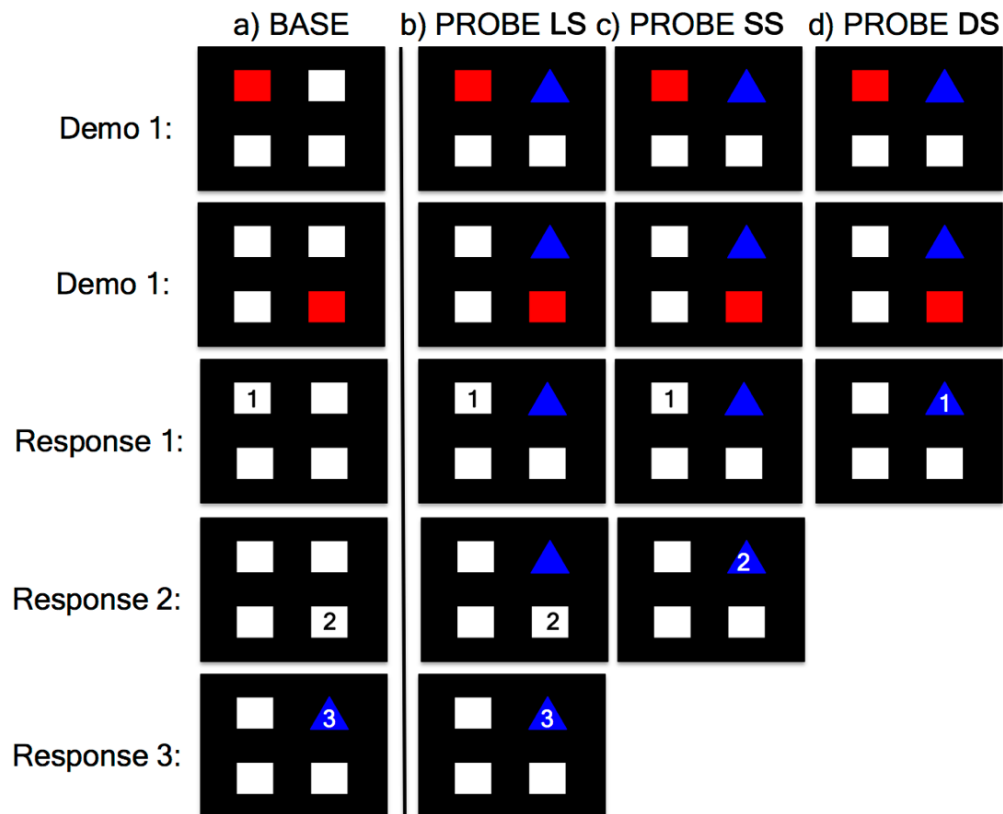 a) BASE b) PROBE LS c) PROBE SS d) PROBE DS
Demo 1:
Demo 1:
Response 1: 1 1 1 1
Response 2: 2 2 2
Response 3: 3 3